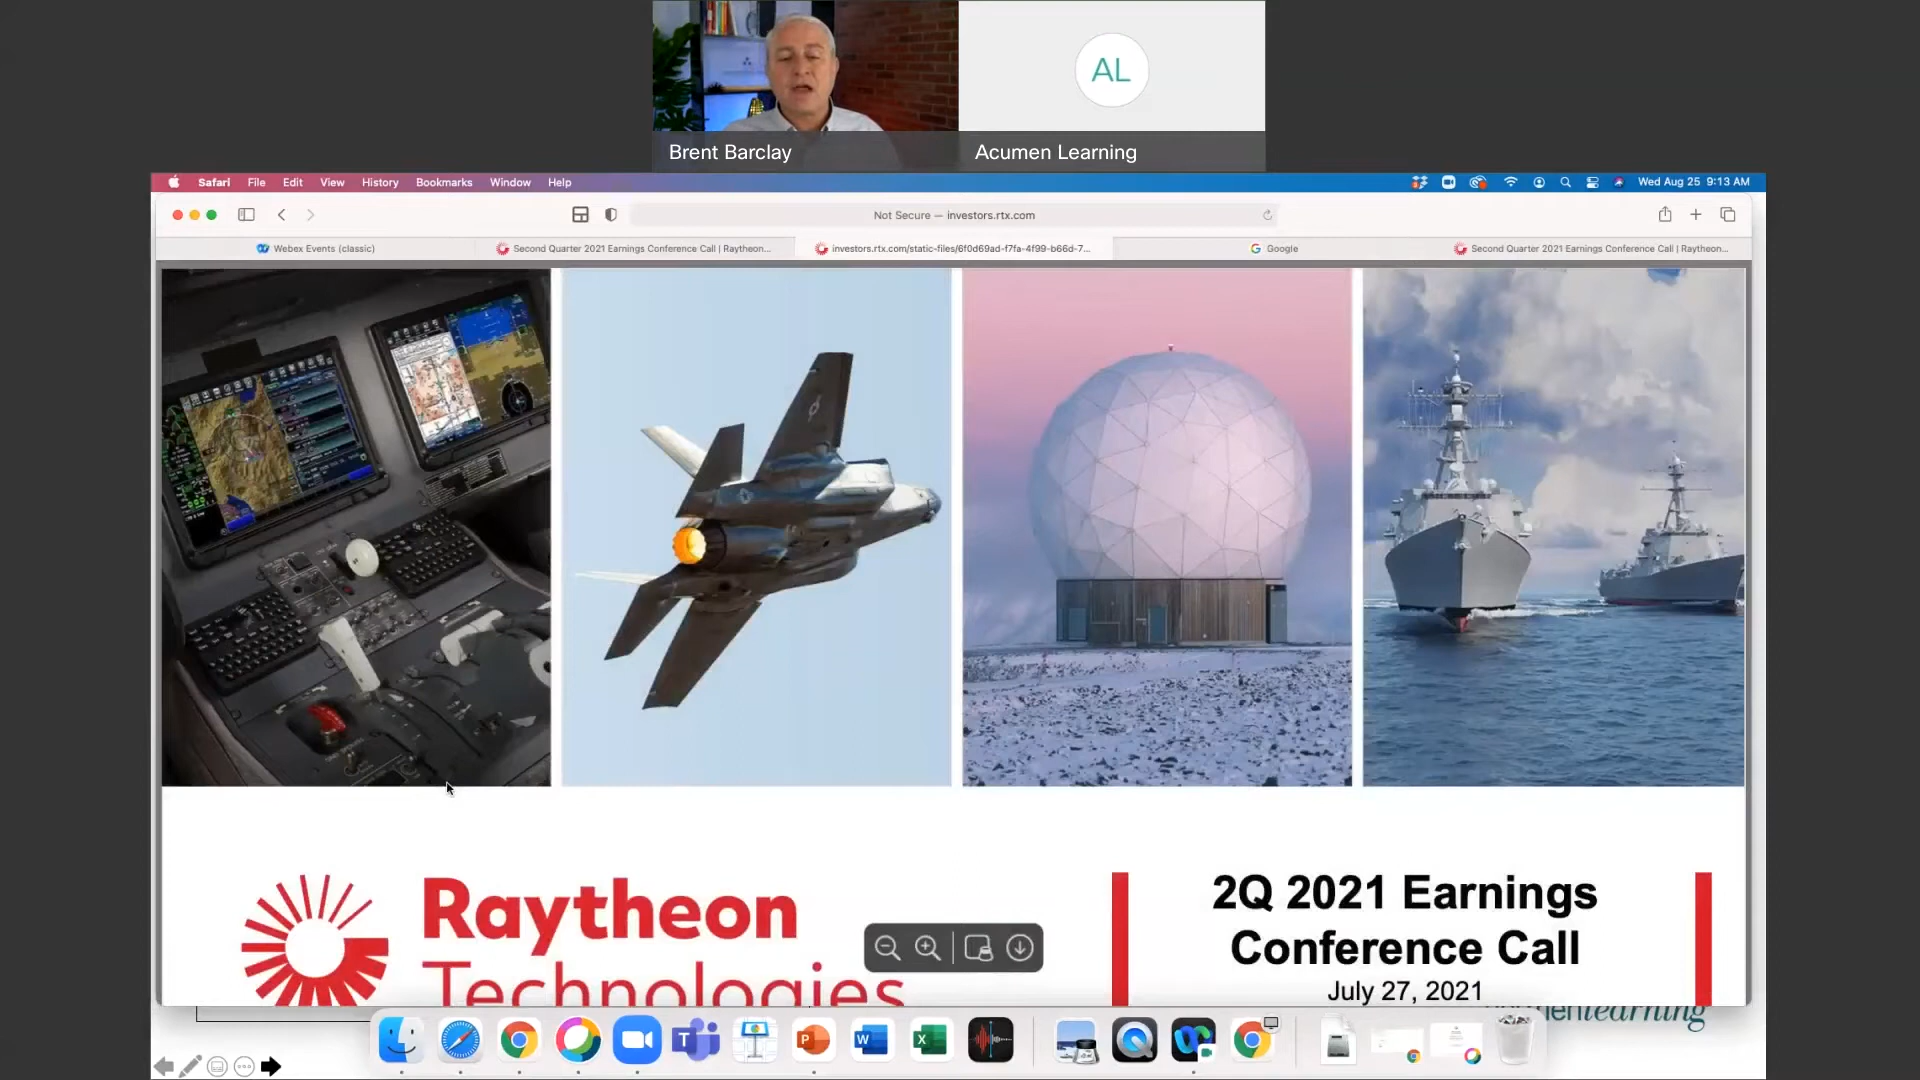 AL
Brent Barclay
Acumen Learning
Safari File Edit View History Bookmarks Window Help
Wed Aug 25 9:13 AM
Not Secure — investors.rtx.com
Webex Events (classic)
Second Quarter 2021 Earnings Conference Call | Raytheon...
investors.rtx.com/static-files/6f0d69ad-f7fa-4f99-b66d-7...
Google
Second Quarter 2021 Earnings Conference Call | Raytheon...
Raytheon
Technologies
2Q 2021 Earnings
Conference Call
July 27, 2021
learning